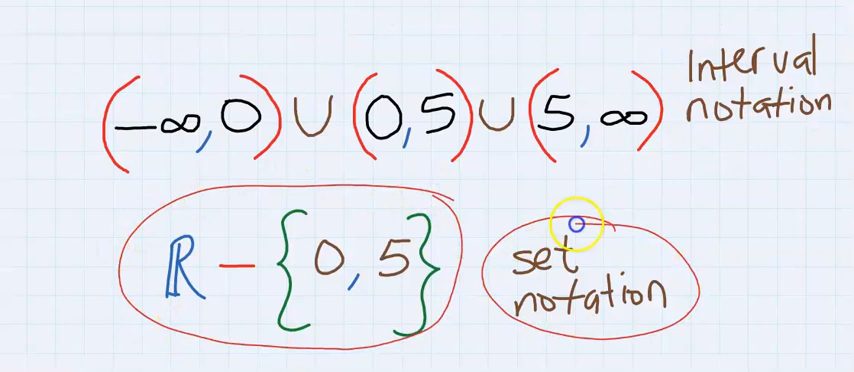 (-∞,0)∪(0,5)∪(5,∞) Interval notation
ℝ-{0,5} set notation